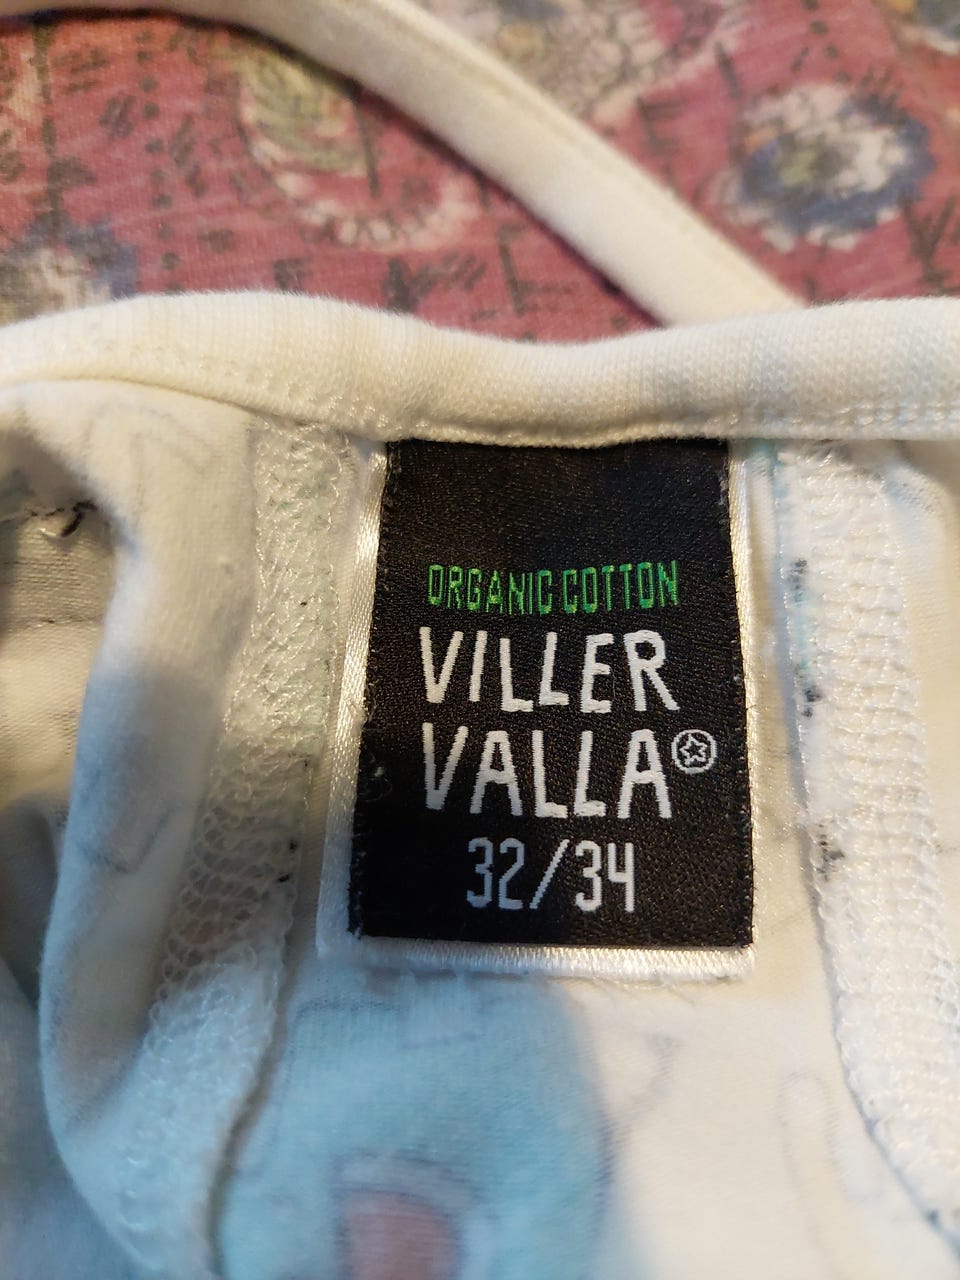 ORGANIC COTTON
VILLER
VALLA
32/34